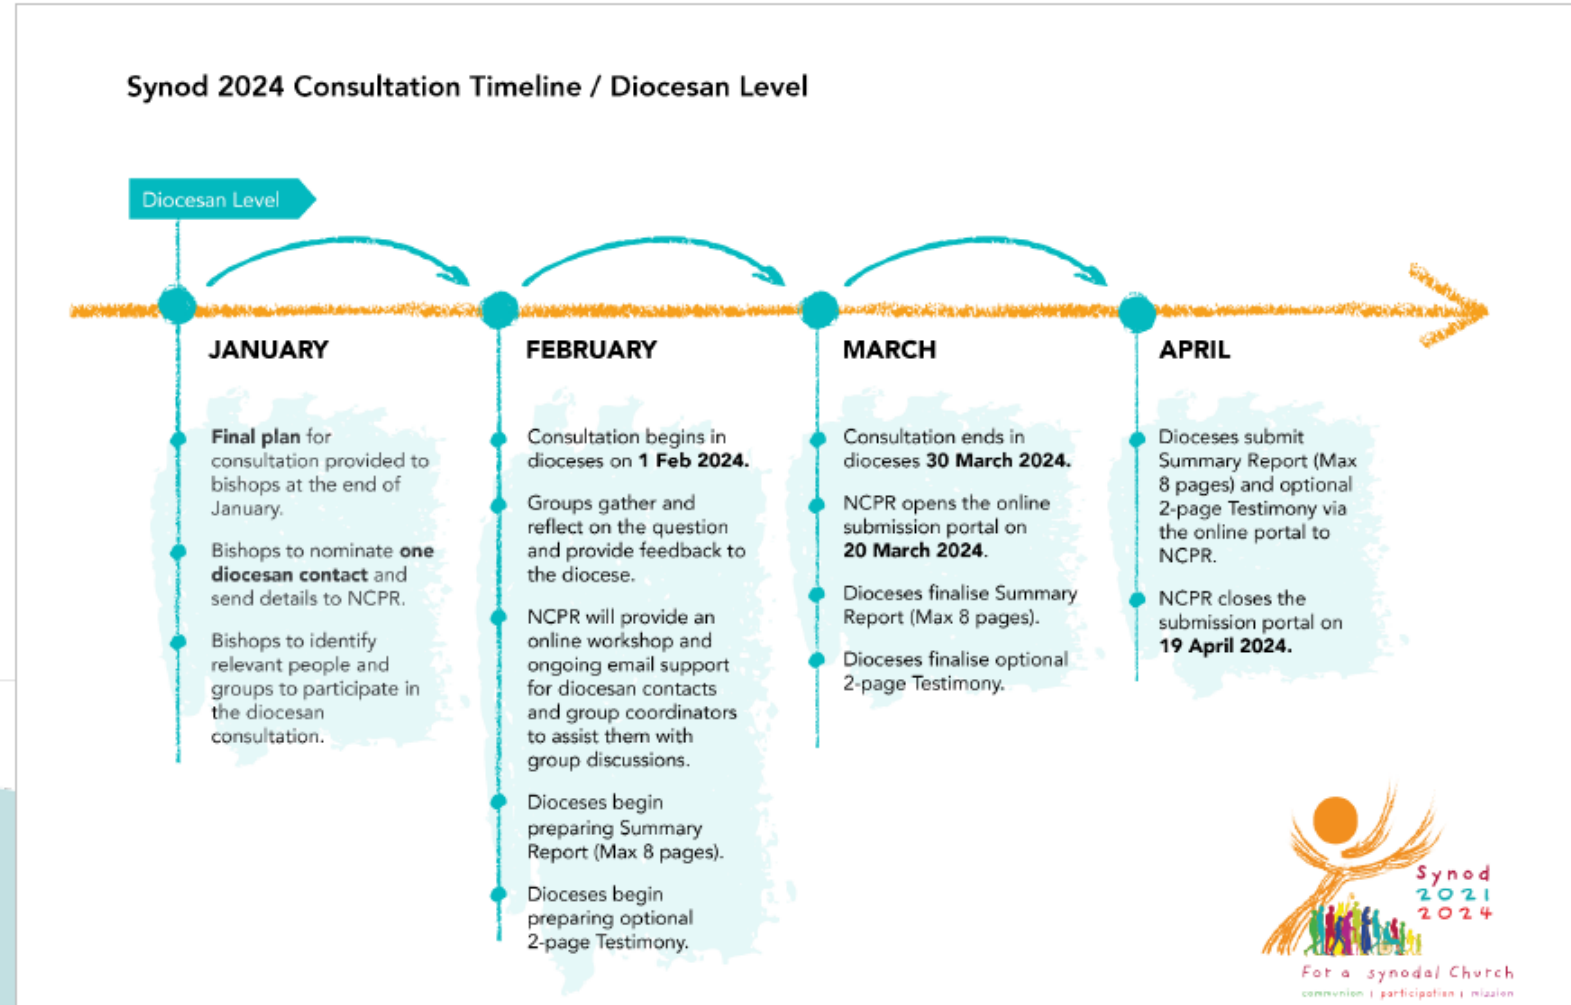 Synod 2024 Consultation Timeline / Diocesan Level
Diocesan Level
JANUARY
Final plan for
consultation provided to
bishops at the end of
January.
Bishops to nominate one
diocesan contact and
send details to NCPR.
Bishops to identify
relevant people and
groups to participate in
the diocesan
consultation.
FEBRUARY
Consultation begins in
dioceses on 1 Feb 2024.
Groups gather and
reflect on the question
and provide feedback to
the diocese.
NCPR will provide an
online workshop and
ongoing email support
for diocesan contacts
and group coordinators
to assist them with
group discussions.
Dioceses begin
preparing Summary
Report (Max 8 pages).
Dioceses begin
preparing optional
2-page Testimony.
MARCH
Consultation ends in
dioceses 30 March 2024.
NCPR opens the online
submission portal on
20 March 2024.
Dioceses finalise Summary
Report (Max 8 pages).
Dioceses finalise optional
2-page Testimony.
APRIL
Dioceses submit
Summary Report (Max
8 pages) and optional
2-page Testimony via
the online portal to
NCPR.
NCPR closes the
submission portal on
19 April 2024.
Synod
2021
2024
For a synodal Church
communion | participation | mission